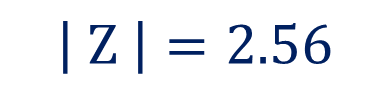 | Z | = 2.56